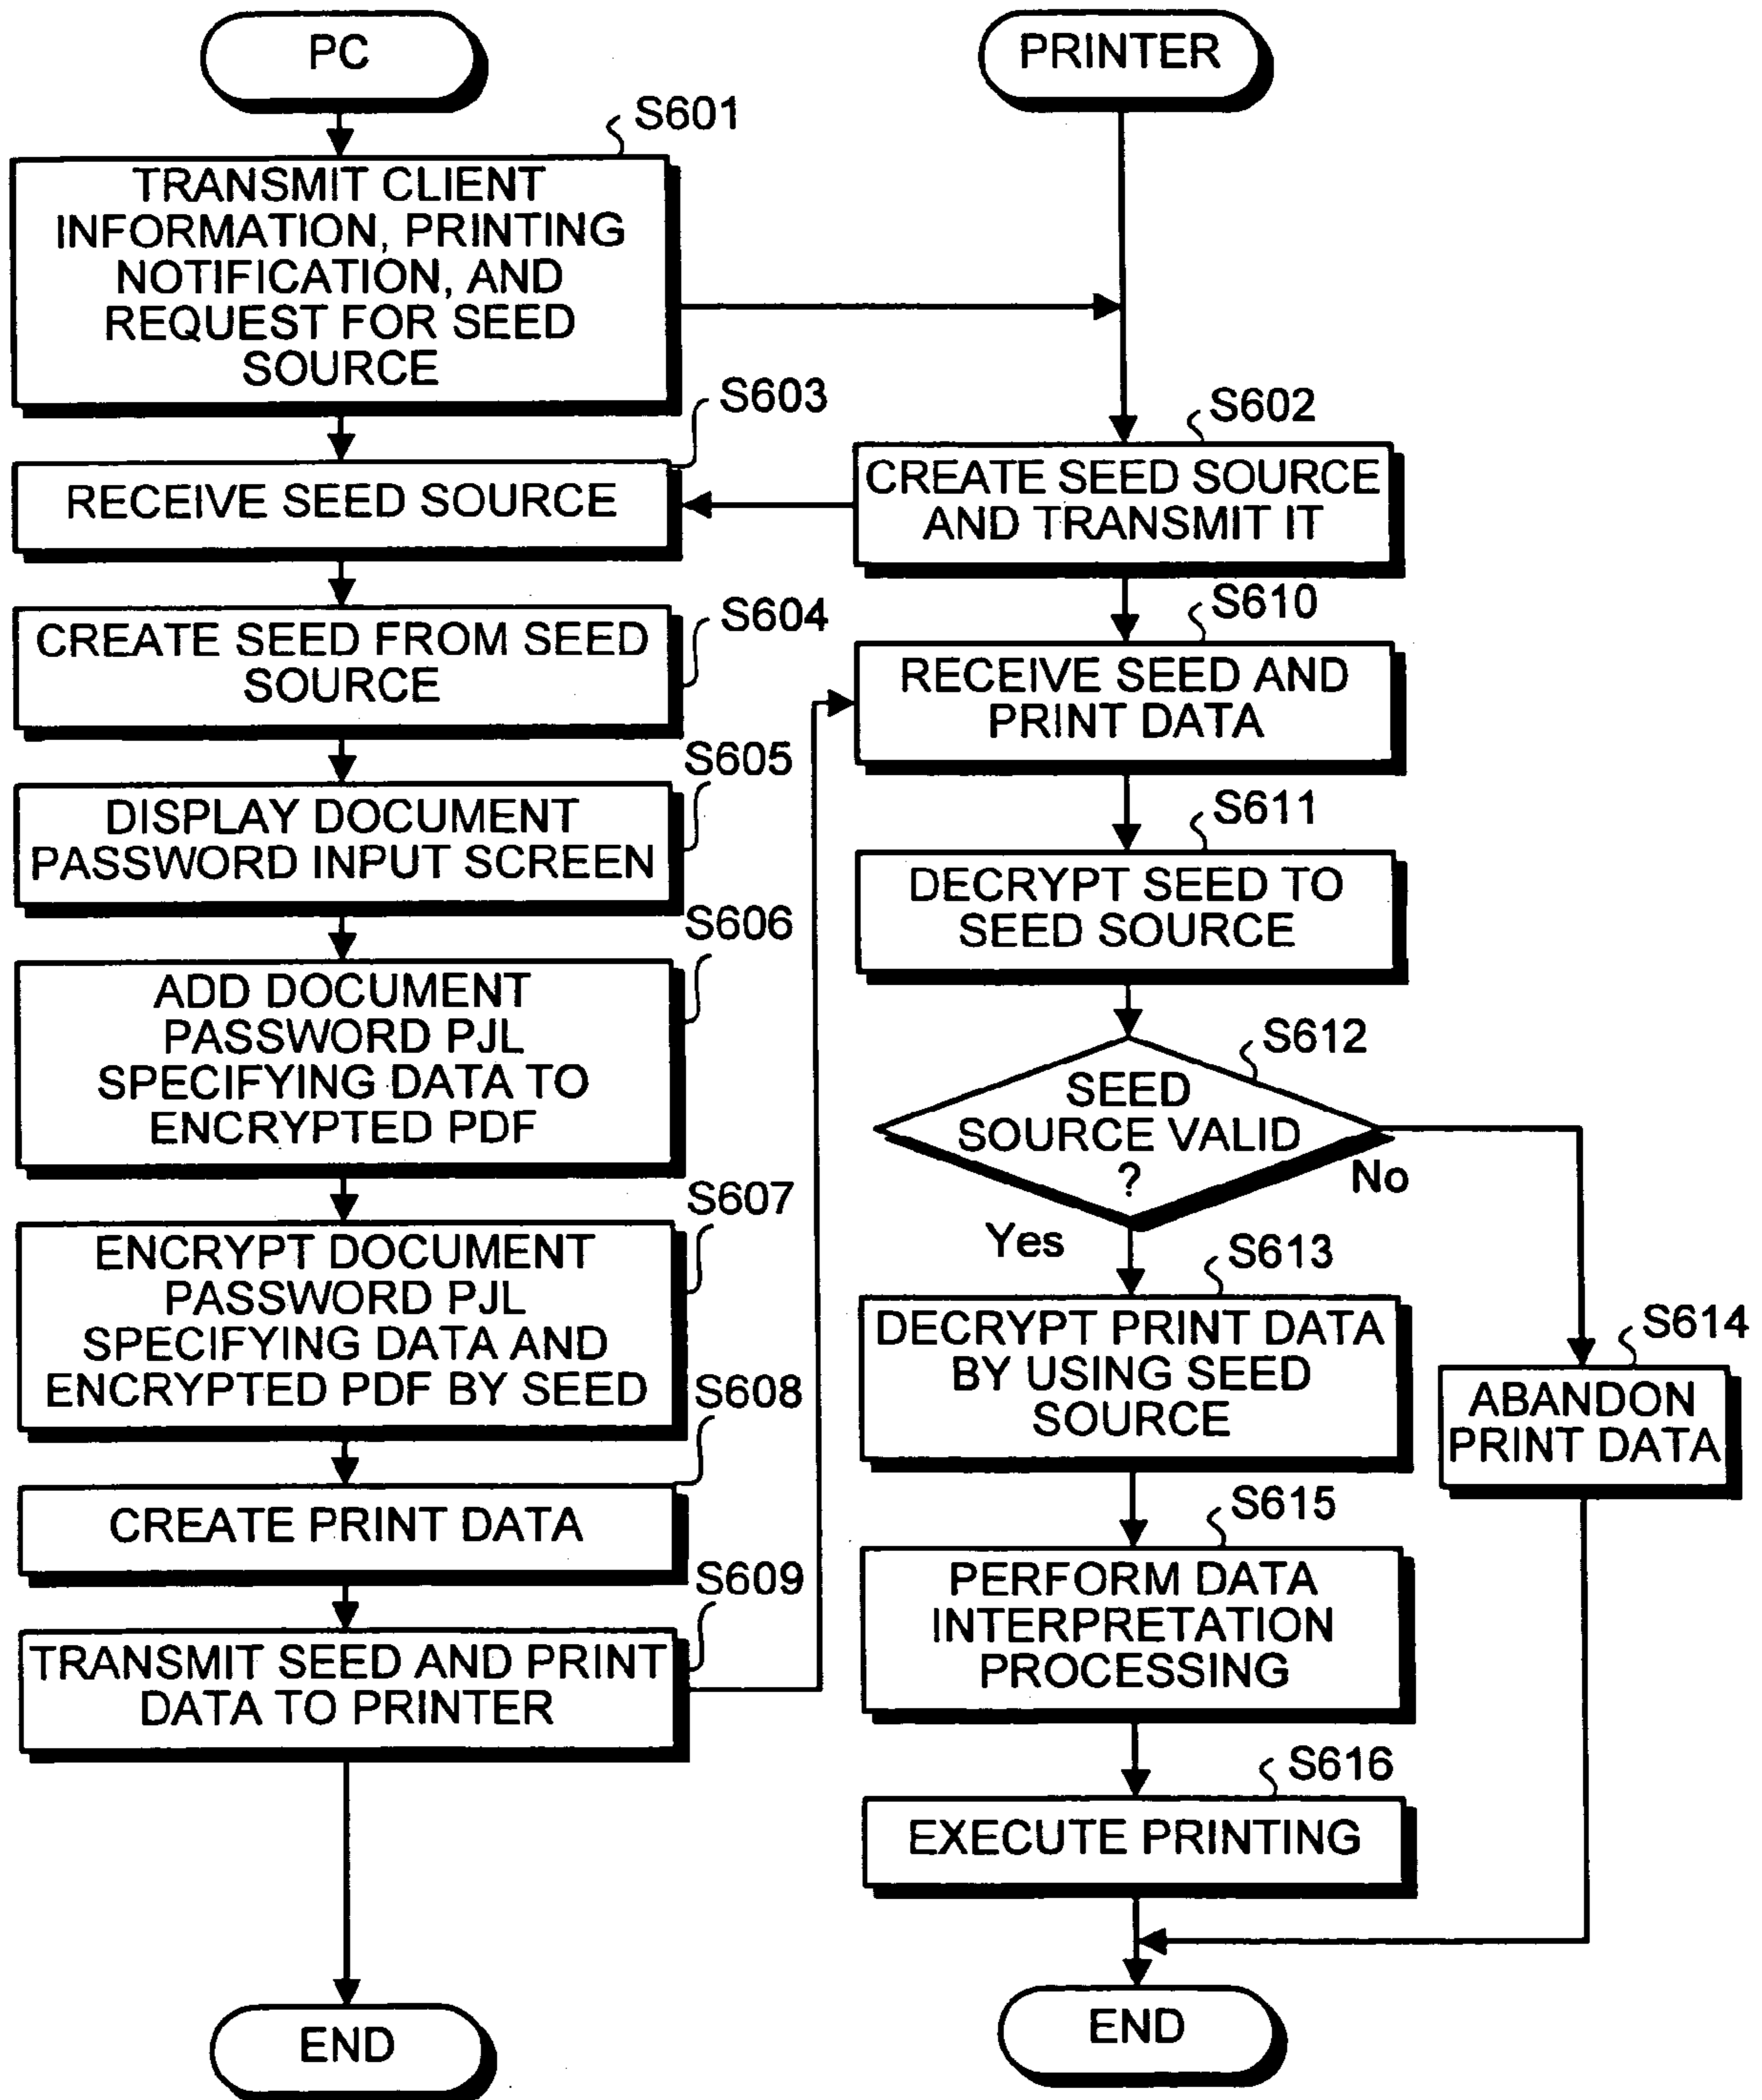 PC
S601
TRANSMIT CLIENT
INFORMATION, PRINTING
NOTIFICATION, AND
REQUEST FOR SEED
SOURCE
S603
RECEIVE SEED SOURCE
S604
CREATE SEED FROM SEED
SOURCE
S605
DISPLAY DOCUMENT
PASSWORD INPUT SCREEN
S606
ADD DOCUMENT
PASSWORD PJL
SPECIFYING DATA TO
ENCRYPTED PDF
S607
ENCRYPT DOCUMENT
PASSWORD PJL
SPECIFYING DATA AND
ENCRYPTED PDF BY SEED
S608
CREATE PRINT DATA
S609
TRANSMIT SEED AND PRINT
DATA TO PRINTER
END
PRINTER
S602
CREATE SEED SOURCE
AND TRANSMIT IT
S610
RECEIVE SEED AND
PRINT DATA
S611
DECRYPT SEED TO
SEED SOURCE
S612
SEED
SOURCE VALID
?
No
Yes
S613
DECRYPT PRINT DATA
BY USING SEED
SOURCE
S614
ABANDON
PRINT DATA
S615
PERFORM DATA
INTERPRETATION
PROCESSING
S616
EXECUTE PRINTING
END